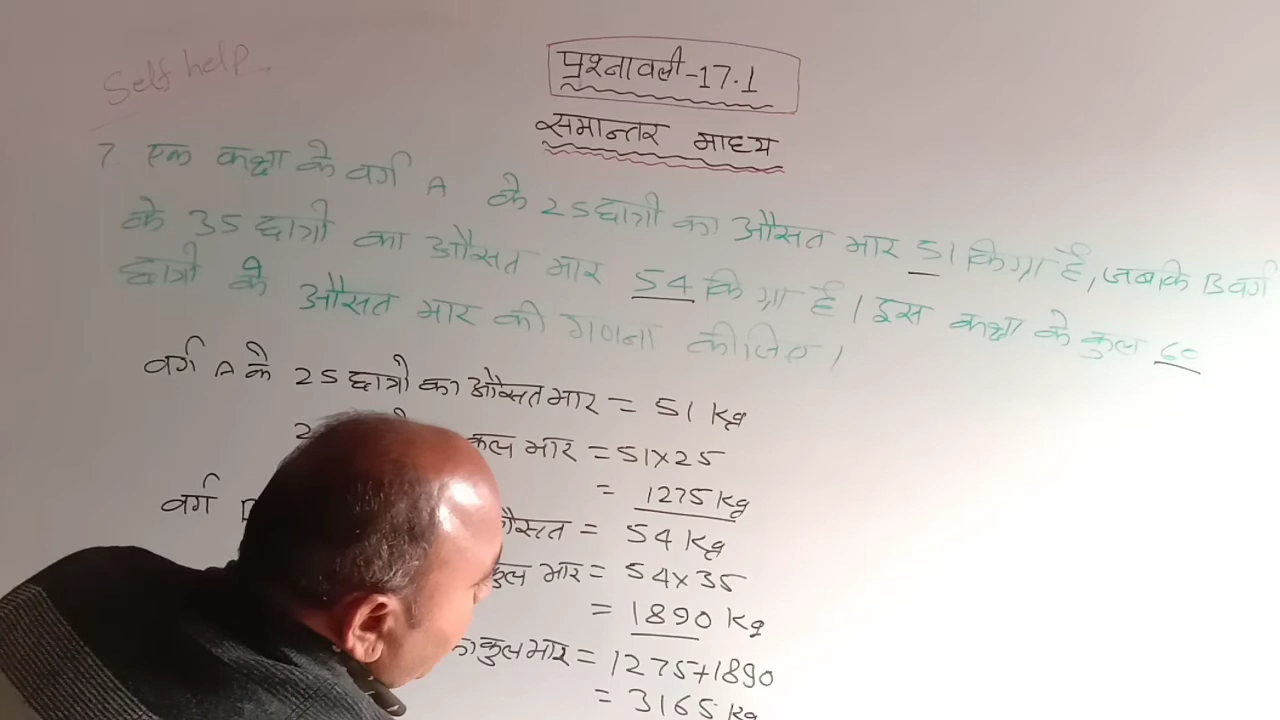 Self help
प्रश्नावली-17.1
समान्तर माध्य
7. एक कक्षा के वर्ग A के 25 छात्रों का औसत भार 51 किग्रा है, जबकि B वर्ग
के 35 छात्रों का औसत भार 54 कि ग्रा है। इस कक्षा के कुल 60
छात्रों के औसत भार की गणना कीजिए।
वर्ग A के 25 छात्रों का औसत भार = 51 Kg
कुल भार = 51×25
= 1275 Kg
वर्ग औसत = 54 Kg
कुल भार = 54×35
= 1890 Kg
का कुल भार = 1275+1890
= 3165 Kg